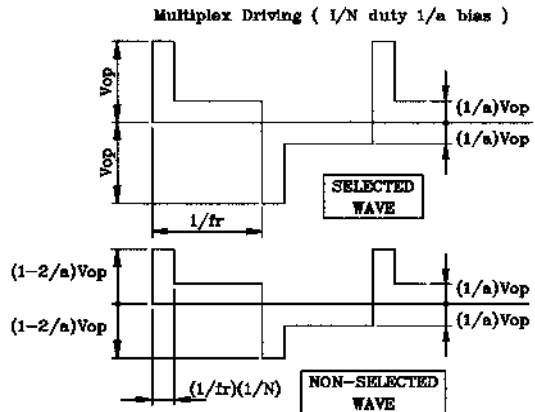 Multiplex Driving ( 1/N duty 1/a bias )
Vop
(1/a)Vop
(1/a)Vop
Vop
SELECTED
WAVE
1/fr
(1-2/a)Vop
(1/a)Vop
(1-2/a)Vop
(1/a)Vop
(1/fr)(1/N)
NON-SELECTED
WAVE